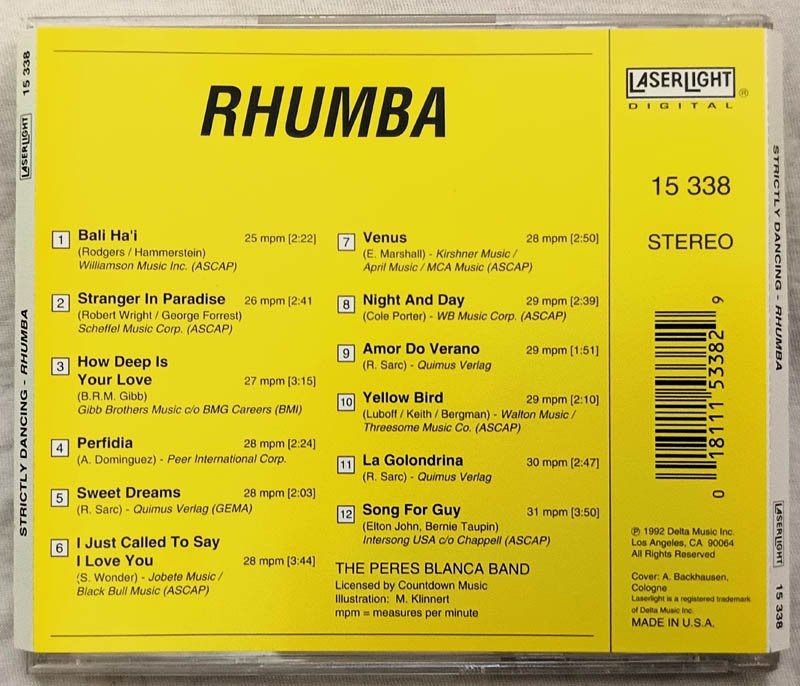 STRICTLY DANCING - RHUMBA
LASERLIGHT
15 338
RHUMBA
1 Bali Ha'i 25 mpm [2:22]
(Rodgers / Hammerstein)
Williamson Music Inc. (ASCAP)
2 Stranger In Paradise 26 mpm [2:41
(Robert Wright / George Forrest)
Scheffel Music Corp. (ASCAP)
3 How Deep Is
Your Love 27 mpm [3:15]
(B.R.M. Gibb)
Gibb Brothers Music c/o BMG Careers (BMI)
4 Perfidia 28 mpm [2:24]
(A. Dominguez) - Peer International Corp.
5 Sweet Dreams 28 mpm [2:03]
(R. Sarc) - Quimus Verlag (GEMA)
6 I Just Called To Say
I Love You 28 mpm [3:44]
(S. Wonder) - Jobete Music /
Black Bull Music (ASCAP)
7 Venus 28 mpm [2:50]
(E. Marshall) - Kirshner Music /
April Music / MCA Music (ASCAP)
8 Night And Day 29 mpm [2:39]
(Cole Porter) - WB Music Corp. (ASCAP)
9 Amor Do Verano 29 mpm [1:51]
(R. Sarc) - Quimus Verlag
10 Yellow Bird 29 mpm [2:10]
(Luboff / Keith / Bergman) - Walton Music /
Threesome Music Co. (ASCAP)
11 La Golondrina 30 mpm [2:47]
(R. Sarc) - Quimus Verlag
12 Song For Guy 31 mpm [3:50]
(Elton John, Bernie Taupin)
Intersong USA c/o Chappell (ASCAP)
THE PERES BLANCA BAND
Licensed by Countdown Music
Illustration: M. Klinnert
mpm = measures per minute
LASERLIGHT ®
DIGITAL
15 338
STEREO
0 18111 53382 9
℗ 1992 Delta Music Inc.
Los Angeles, CA 90064
All Rights Reserved
Cover: A. Backhausen,
Cologne
Laserlight is a registered trademark
of Delta Music Inc.
MADE IN U.S.A.
STRICTLY DANCING - RHUMBA
LASERLIGHT
15 338